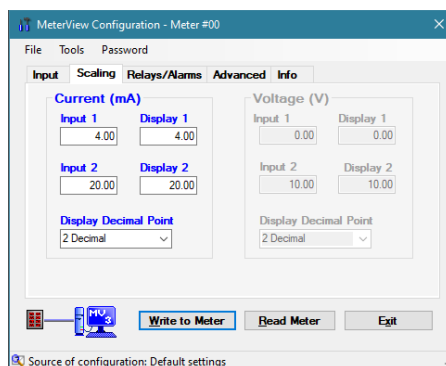 MeterView Configuration - Meter #00
File Tools Password
Input Scaling Relays/Alarms Advanced Info
Current (mA)
Input 1 Display 1
4.00 4.00
Input 2 Display 2
20.00 20.00
Display Decimal Point
2 Decimal
Voltage (V)
Input 1 Display 1
0.00 0.00
Input 2 Display 2
10.00 10.00
Display Decimal Point
2 Decimal
MV 3
Write to Meter Read Meter Exit
Source of configuration: Default settings